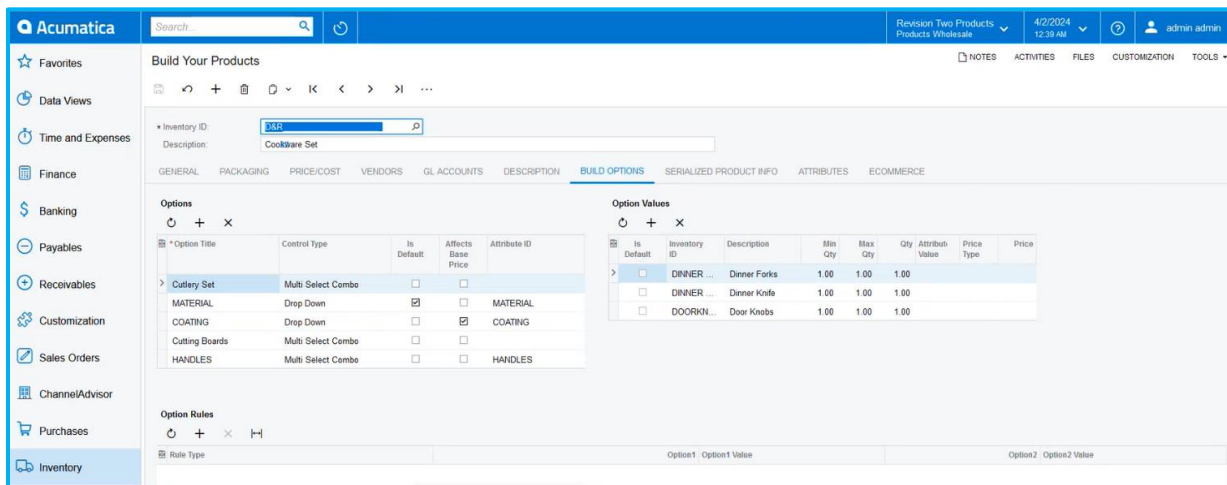 Acumatica
Search...
Revision Two Products
Products Wholesale
4/2/2024
12:39 AM
admin admin
Favorites
Data Views
Time and Expenses
Finance
Banking
Payables
Receivables
Customization
Sales Orders
ChannelAdvisor
Purchases
Inventory
Build Your Products
NOTES ACTIVITIES FILES CUSTOMIZATION TOOLS
* Inventory ID: D&R
Description: Cookware Set
GENERAL PACKAGING PRICE/COST VENDORS GL ACCOUNTS DESCRIPTION BUILD OPTIONS SERIALIZED PRODUCT INFO ATTRIBUTES ECOMMERCE
Options
* Option Title Control Type Is Default Affects Base Price Attribute ID
Cutlery Set Multi Select Combo
MATERIAL Drop Down MATERIAL
COATING Drop Down COATING
Cutting Boards Multi Select Combo
HANDLES Multi Select Combo HANDLES
Option Values
Is Default Inventory ID Description Min Qty Max Qty Qty Attribut Value Price Type Price
DINNER ... Dinner Forks 1.00 1.00 1.00
DINNER ... Dinner Knife 1.00 1.00 1.00
DOORKN... Door Knobs 1.00 1.00 1.00
Option Rules
Rule Type Option1 Option1 Value Option2 Option2 Value